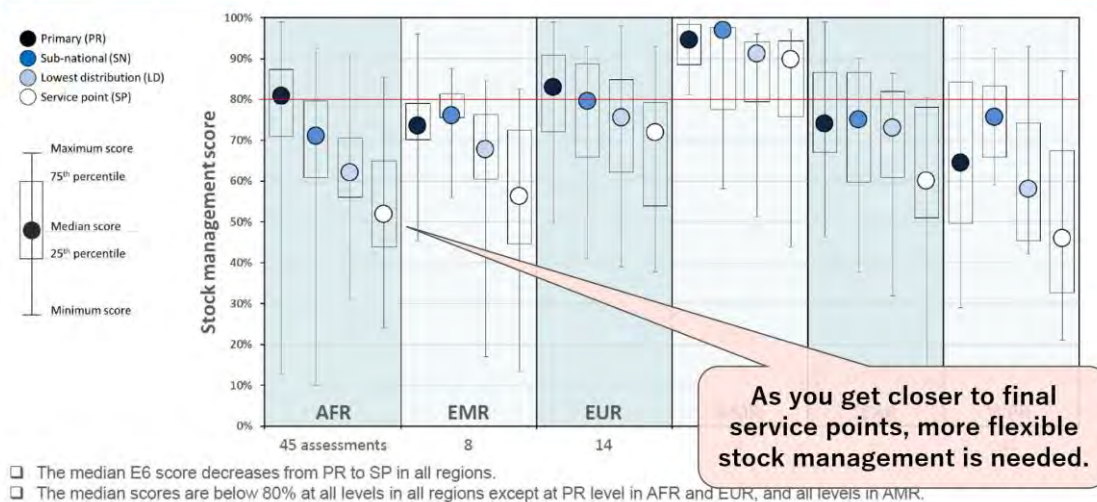 Primary (PR)
Sub-national (SN)
Lowest distribution (LD)
Service point (SP)
Maximum score
75th percentile
Median score
25th percentile
Minimum score
Stock management score
100%
90%
80%
70%
60%
50%
40%
30%
20%
10%
0%
AFR
EMR
EUR
45 assessments
8
14
As you get closer to final
service points, more flexible
stock management is needed.
❑ The median E6 score decreases from PR to SP in all regions.
❑ The median scores are below 80% at all levels in all regions except at PR level in AFR and EUR, and all levels in AMR.